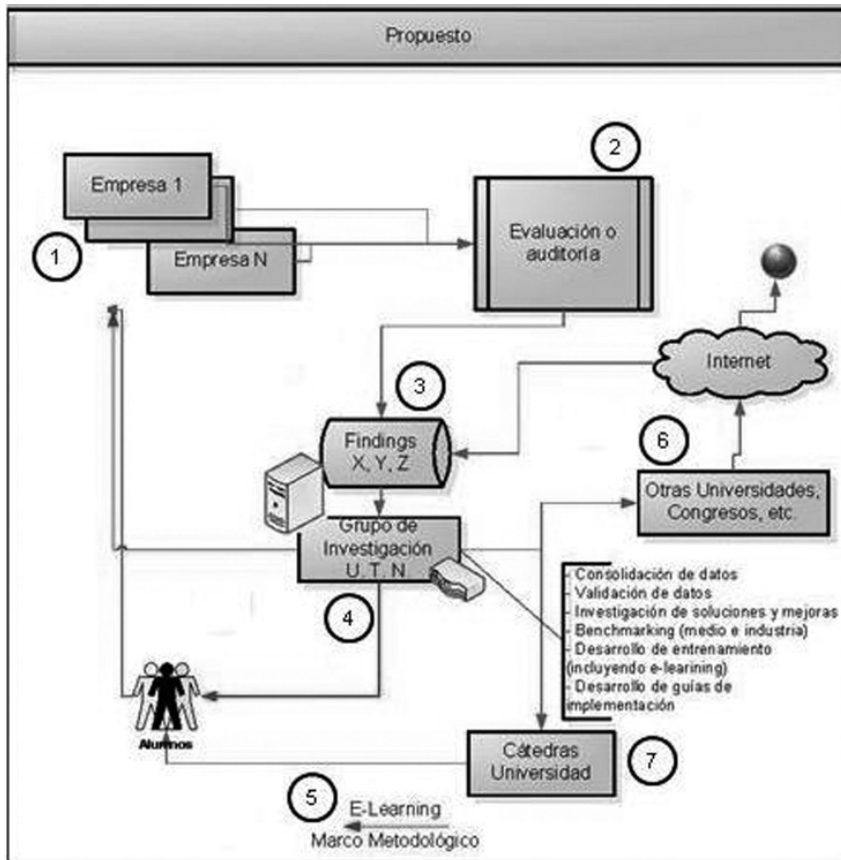 Propuesto
2
Empresa 1
Evaluación o
auditoría
1
Empresa N
Internet
3
Findings
X, Y, Z
6
Otras Universidades,
Congresos, etc.
Grupo de
Investigación
U, T, N
- Consolidación de datos
- Validación de datos
- Investigación de soluciones y mejoras
- Benchmarking (medio e industria)
- Desarrollo de entrenamiento
(incluyendo e-learining)
- Desarrollo de guías de
implementación
4
Alumnos
Cátedras
Universidad
7
5
E-Learning
Marco Metodológico